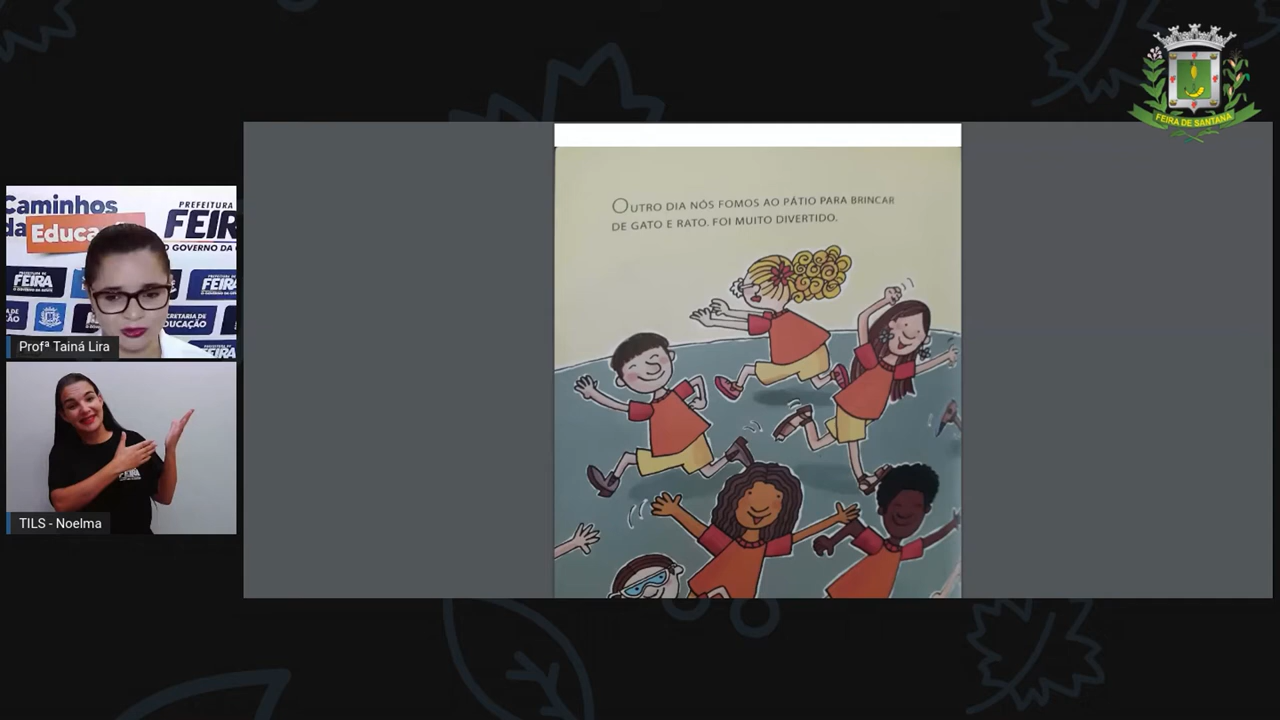 FEIRA DE SANTANA
Caminhos
da Educa
PREFEITURA
FEIR
O GOVERNO DA
FEIRA
FEIRA
SECRETARIA DE
EDUCAÇÃO
Profª Tainá Lira
FEIRA
TILS - Noelma
OUTRO DIA NÓS FOMOS AO PÁTIO PARA BRINCAR
DE GATO E RATO. FOI MUITO DIVERTIDO.